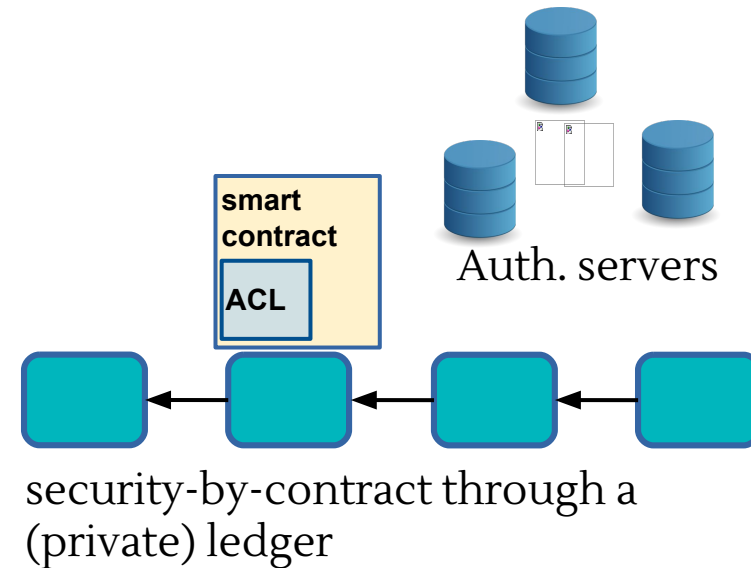 smart
contract
ACL
Auth. servers
security-by-contract through a
(private) ledger